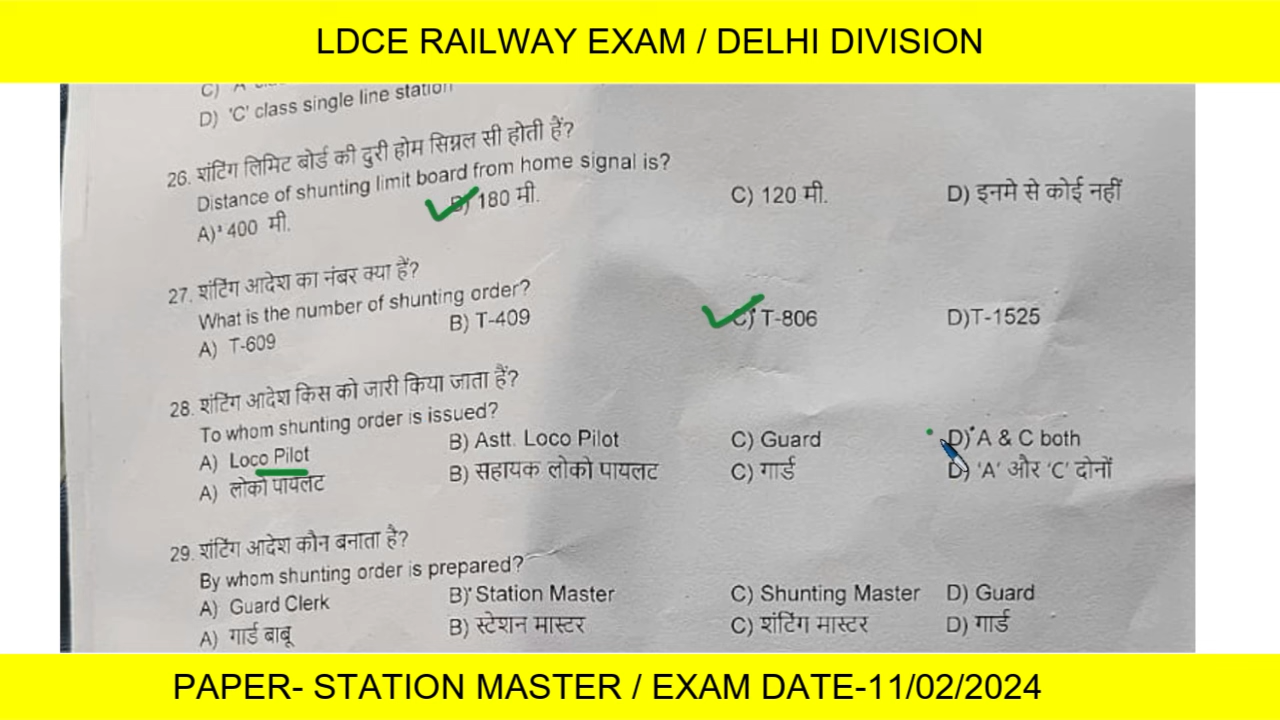 LDCE RAILWAY EXAM / DELHI DIVISION
D) 'C' class single line station
26. शंटिंग लिमिट बोर्ड की दुरी होम सिग्नल सी होती हैं?
Distance of shunting limit board from home signal is?
A) 400 मी. B) 180 मी. C) 120 मी. D) इनमे से कोई नहीं
27. शंटिंग आदेश का नंबर क्या हैं?
What is the number of shunting order?
A) T-609 B) T-409 C) T-806 D)T-1525
28. शंटिंग आदेश किस को जारी किया जाता हैं?
To whom shunting order is issued?
A) Loco Pilot B) Astt. Loco Pilot C) Guard D) A & C both
A) लोको पायलट B) सहायक लोको पायलट C) गार्ड D) 'A' और 'C' दोनों
29. शंटिंग आदेश कौन बनाता है?
By whom shunting order is prepared?
A) Guard Clerk B) Station Master C) Shunting Master D) Guard
A) गार्ड बाबू B) स्टेशन मास्टर C) शंटिंग मास्टर D) गार्ड
PAPER- STATION MASTER / EXAM DATE-11/02/2024